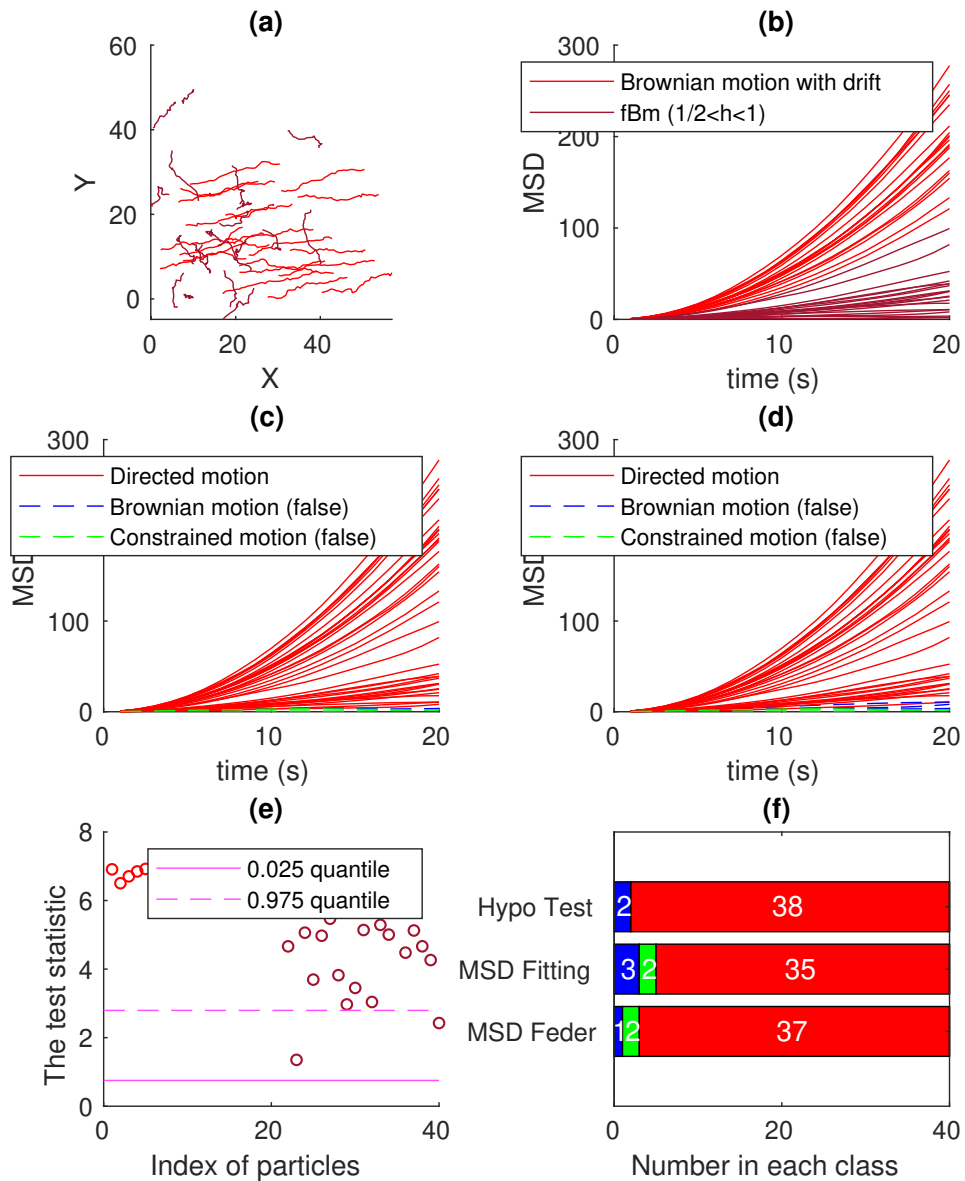 (a)
60
40
20
0
Y
0
20
40
X
(b)
300
200
100
0
MSD
Brownian motion with drift
fBm (1/2<h<1)
0
10
20
time (s)
(c)
300
100
0
MSD
Directed motion
Brownian motion (false)
Constrained motion (false)
0
10
20
time (s)
(d)
300
100
0
MSD
Directed motion
Brownian motion (false)
Constrained motion (false)
0
10
20
time (s)
(e)
8
6
4
2
0
The test statistic
0.025 quantile
0.975 quantile
0
20
40
Index of particles
(f)
Hypo Test
2
38
MSD Fitting
3
2
35
MSD Feder
1
2
37
0
20
40
Number in each class